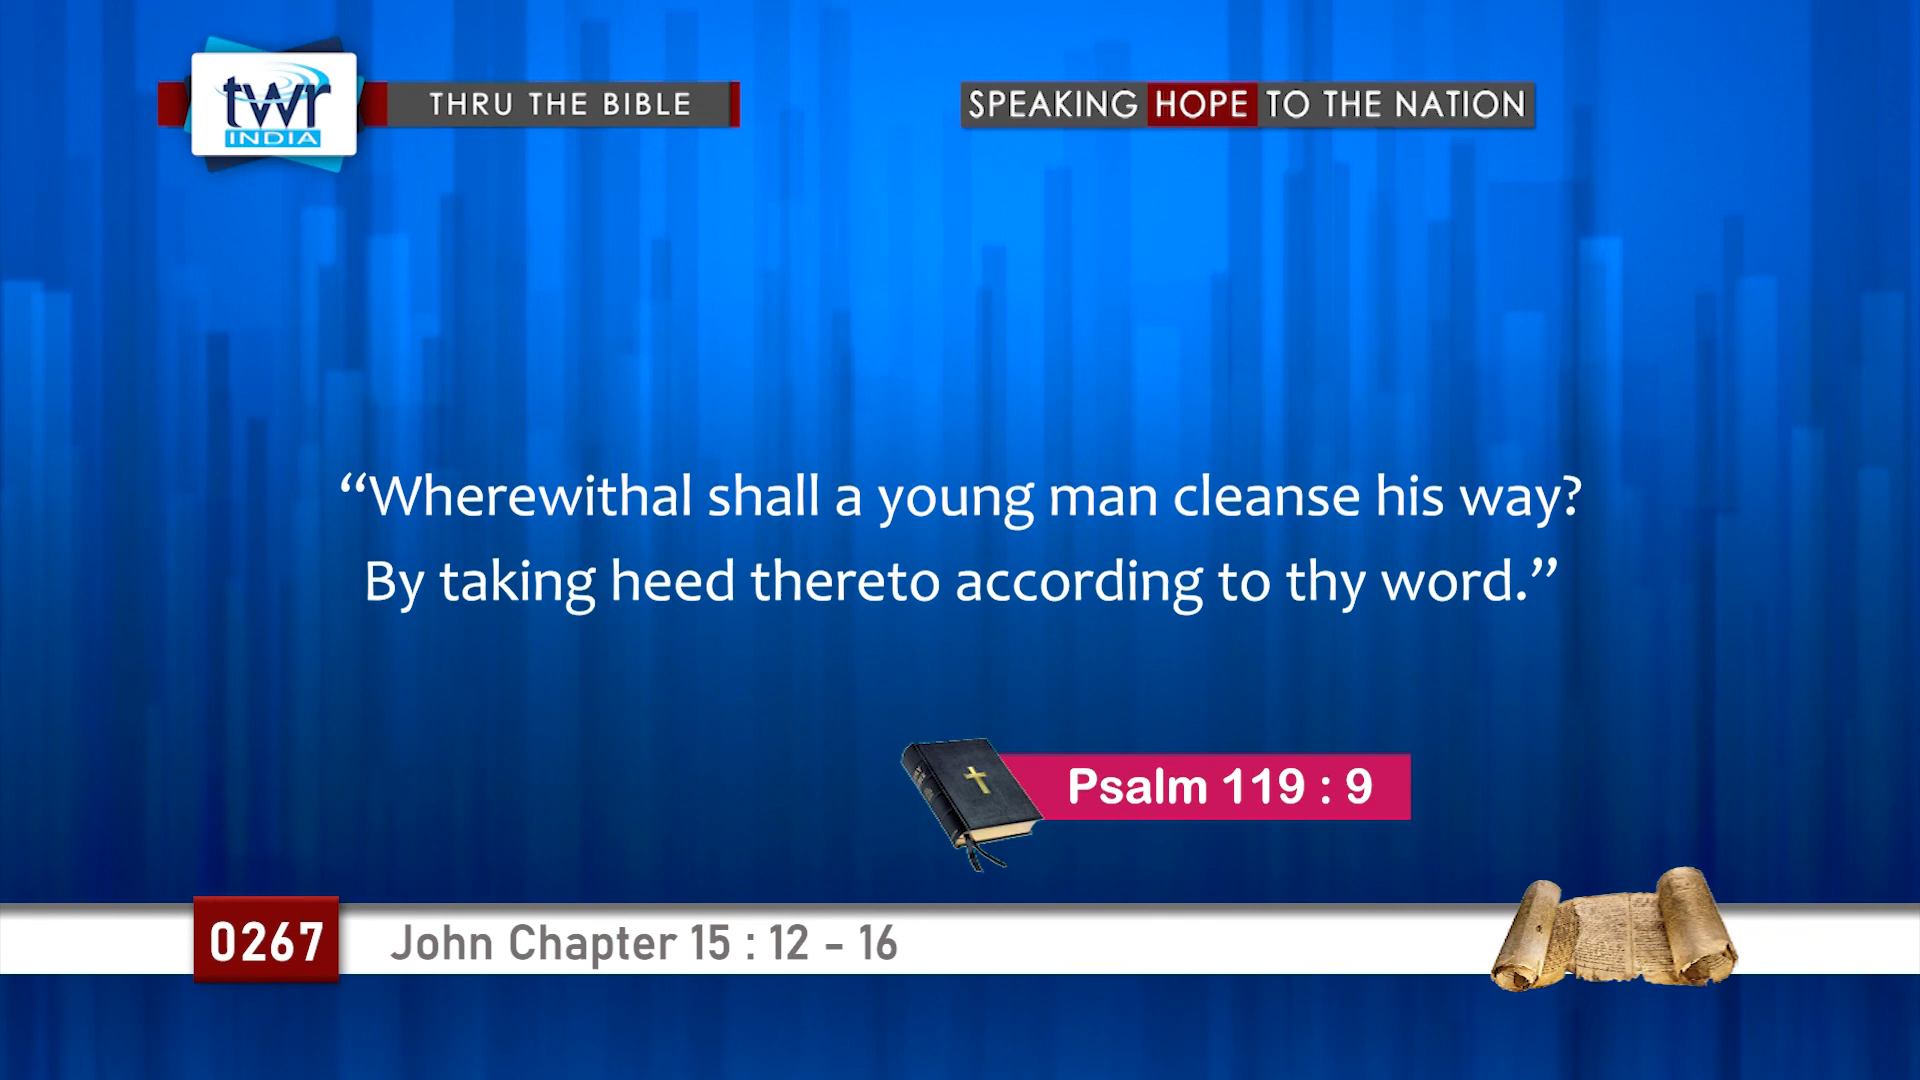 twr
INDIA
THRU THE BIBLE
SPEAKING HOPE TO THE NATION
“Wherewithal shall a young man cleanse his way?
By taking heed thereto according to thy word.”
Psalm 119 : 9
0267
John Chapter 15 : 12 - 16